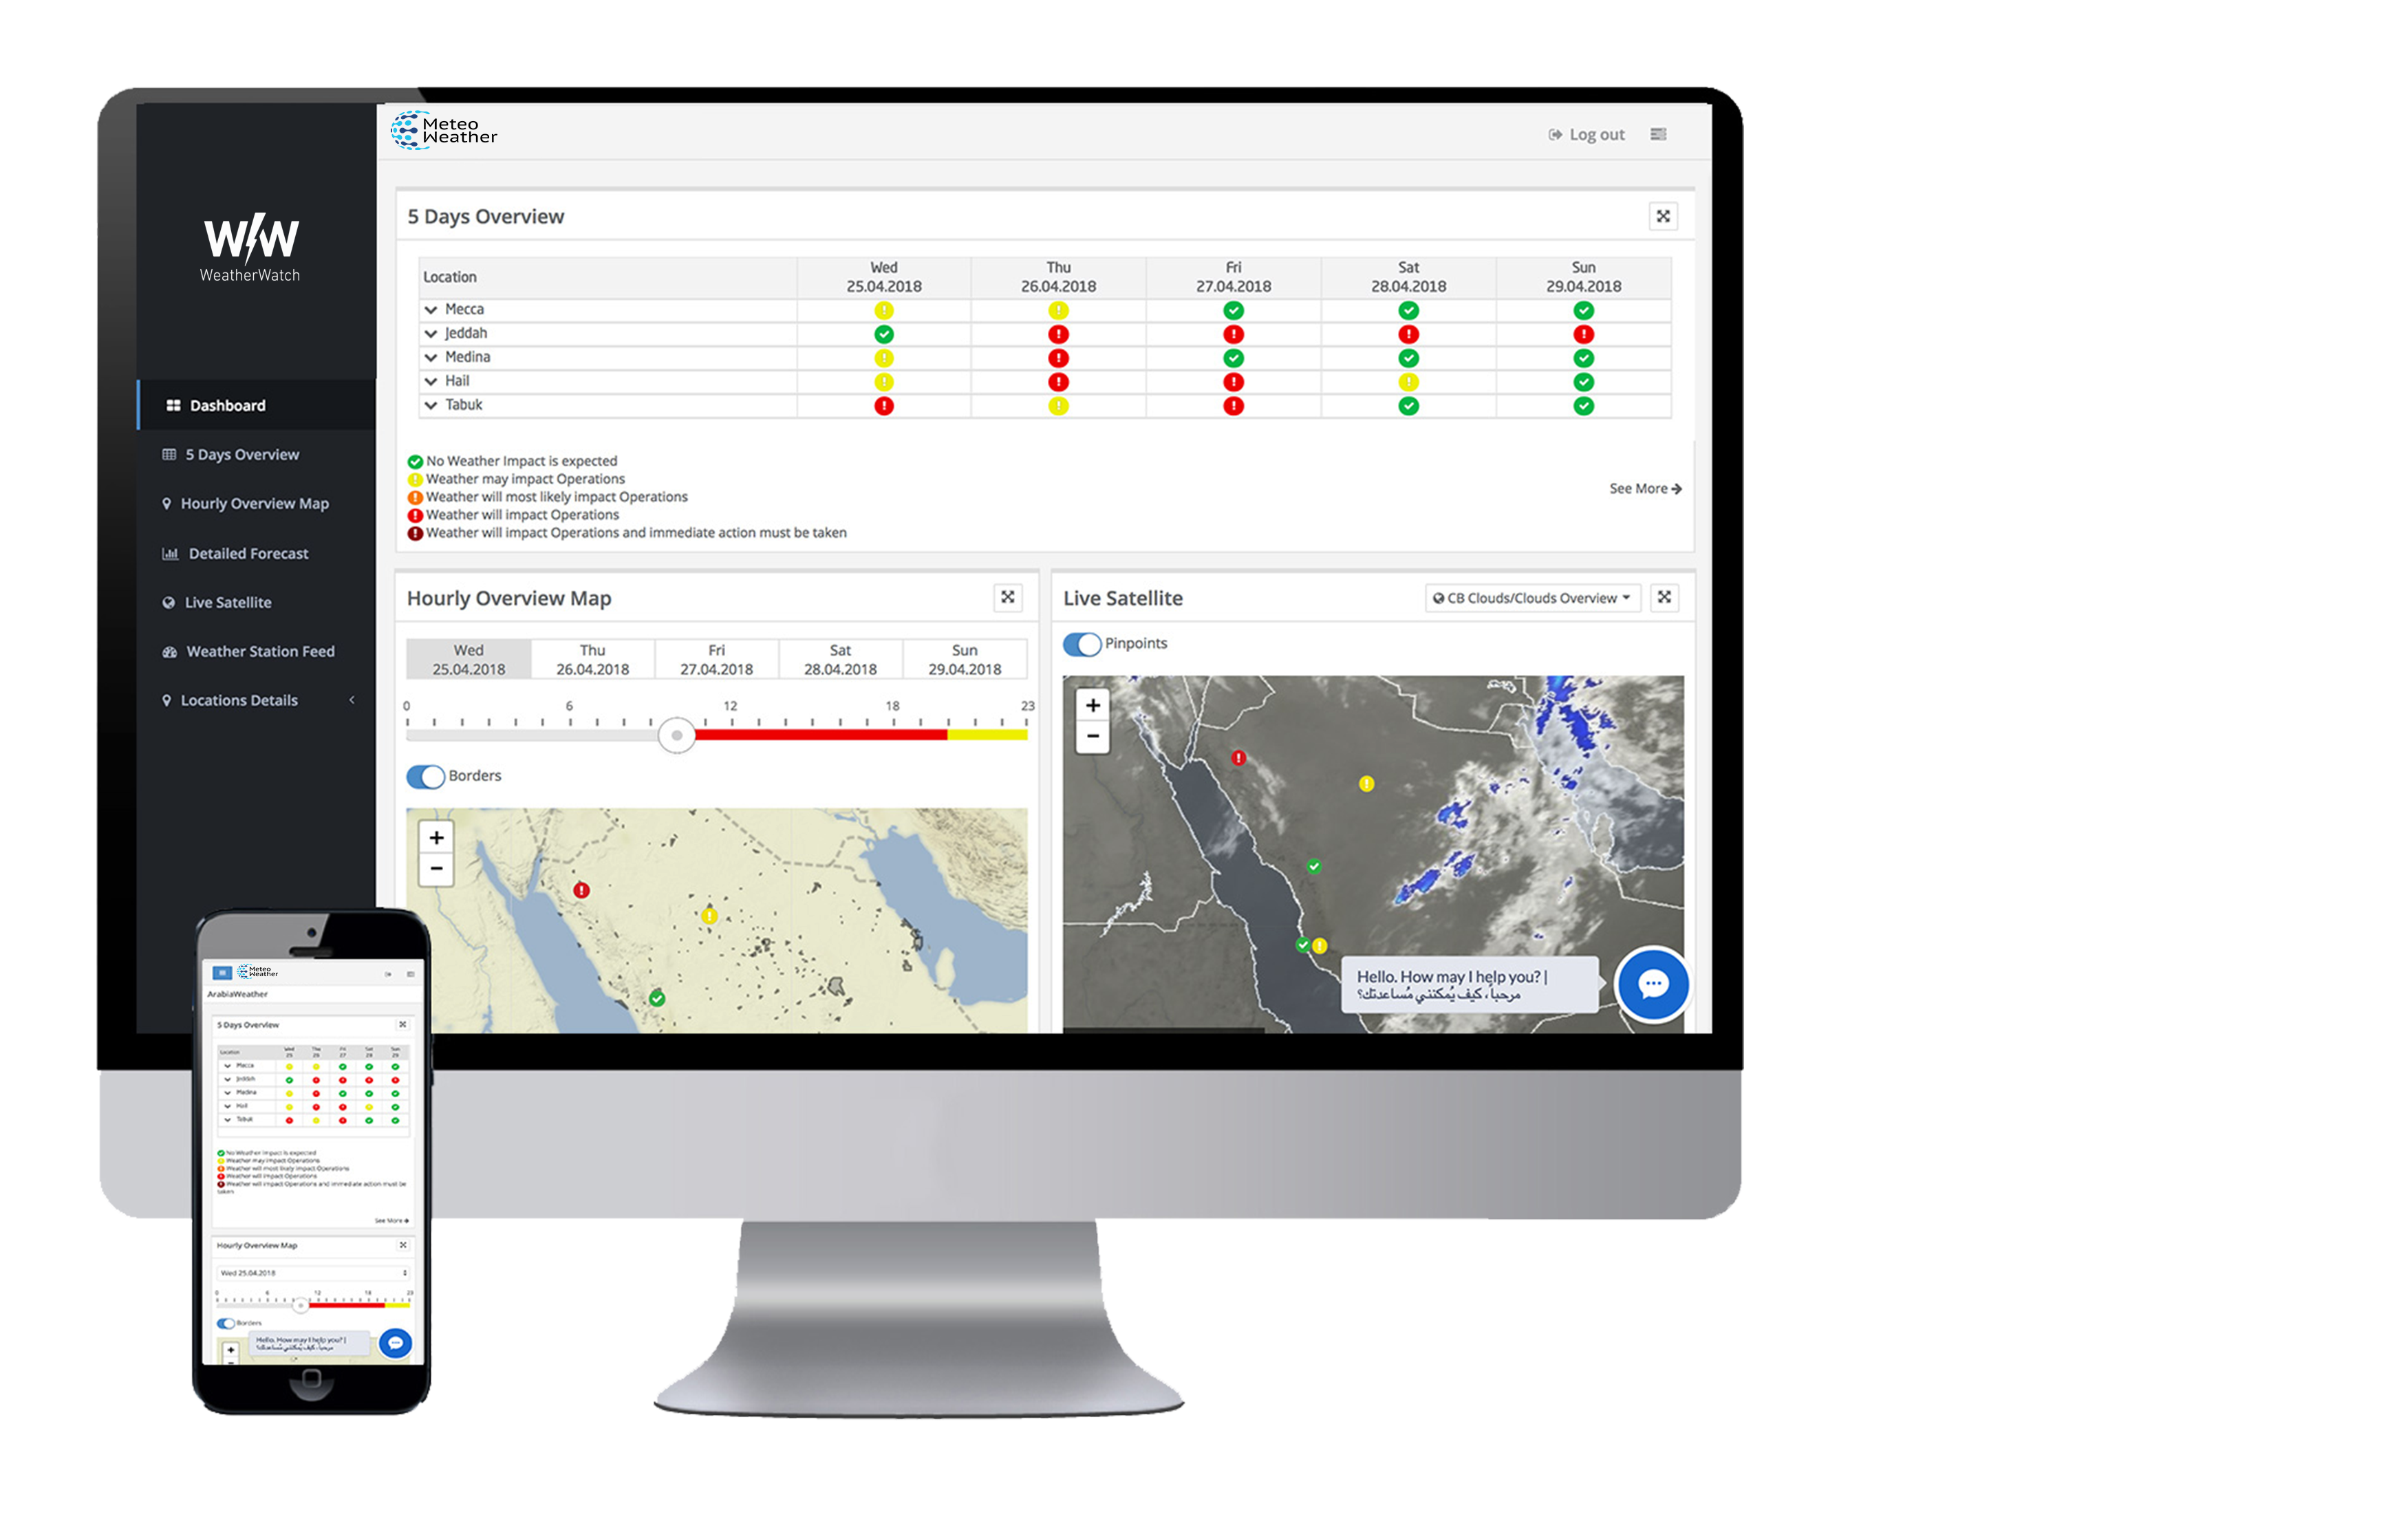 Meteo
Weather
Log out
W W
WeatherWatch
Dashboard
5 Days Overview
Hourly Overview Map
Detailed Forecast
Live Satellite
Weather Station Feed
Locations Details
5 Days Overview
Location Wed 25.04.2018 Thu 26.04.2018 Fri 27.04.2018 Sat 28.04.2018 Sun 29.04.2018
Mecca
Jeddah
Medina
Hail
Tabuk
No Weather Impact is expected
Weather may impact Operations
Weather will most likely impact Operations
Weather will impact Operations
Weather will impact Operations and immediate action must be taken
See More
Hourly Overview Map
Wed 25.04.2018 Thu 26.04.2018 Fri 27.04.2018 Sat 28.04.2018 Sun 29.04.2018
0 6 12 18 23
Borders
+
−
Live Satellite
CB Clouds/Clouds Overview
Pinpoints
+
−
Hello. How may I help you? |
مرحباً، كيف يُمكنني مُساعدتك؟
Meteo
Weather
ArabiaWeather
5 Days Overview
Location Wed 25 Thu 26 Fri 27 Sat 28 Sun 29
Mecca
Jeddah
Medina
Hail
Tabuk
No Weather Impact is expected
Weather may impact Operations
Weather will most likely impact Operations
Weather will impact Operations
Weather will impact Operations and immediate action must be
taken
See More
Hourly Overview Map
Wed 25.04.2018
0 6 12 18 23
Borders
+
−
Hello. How may I help you? |
مرحباً، كيف يُمكنني مُساعدتك؟